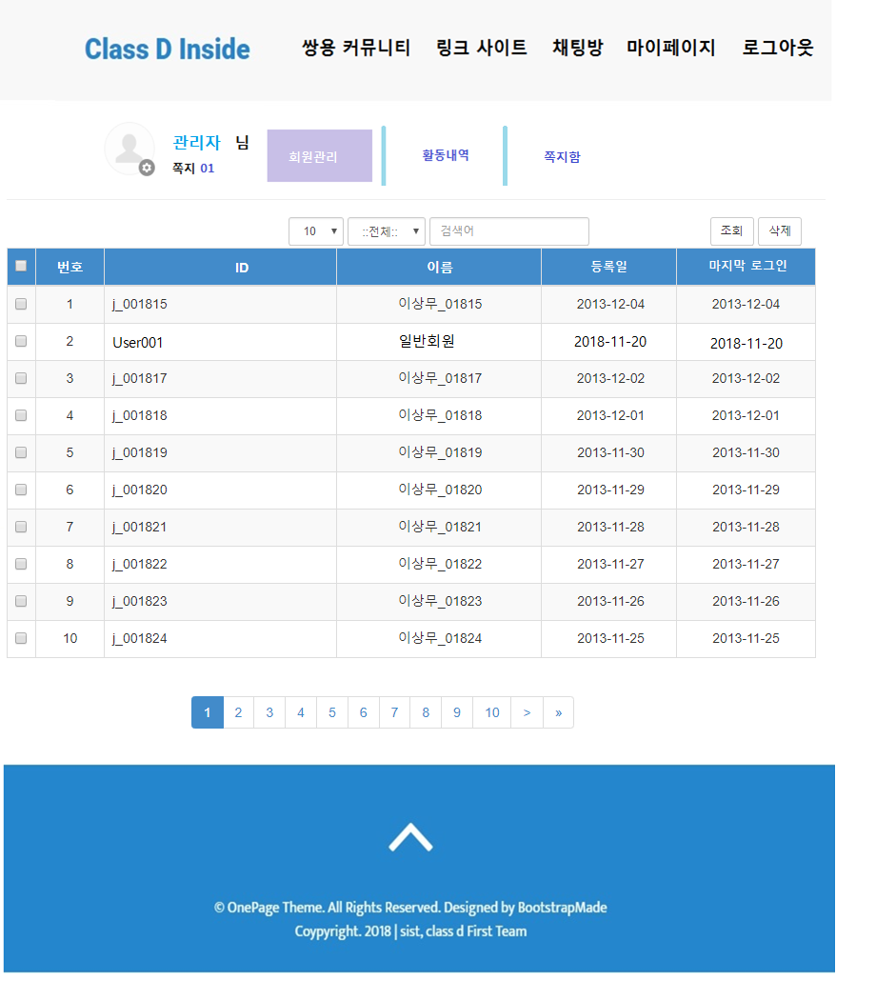 Class D Inside 쌍용 커뮤니티 링크 사이트 채팅방 마이페이지 로그아웃
관리자 님
쪽지 01
회원관리 활동내역 쪽지함
10 ::전체:: 검색어 조회 삭제
번호 ID 이름 등록일 마지막 로그인
1 j_001815 이상무_01815 2013-12-04 2013-12-04
2 User001 일반회원 2018-11-20 2018-11-20
3 j_001817 이상무_01817 2013-12-02 2013-12-02
4 j_001818 이상무_01818 2013-12-01 2013-12-01
5 j_001819 이상무_01819 2013-11-30 2013-11-30
6 j_001820 이상무_01820 2013-11-29 2013-11-29
7 j_001821 이상무_01821 2013-11-28 2013-11-28
8 j_001822 이상무_01822 2013-11-27 2013-11-27
9 j_001823 이상무_01823 2013-11-26 2013-11-26
10 j_001824 이상무_01824 2013-11-25 2013-11-25
1 2 3 4 5 6 7 8 9 10 > »
© OnePage Theme. All Rights Reserved. Designed by BootstrapMade
Coypyright. 2018 | sist, class d First Team